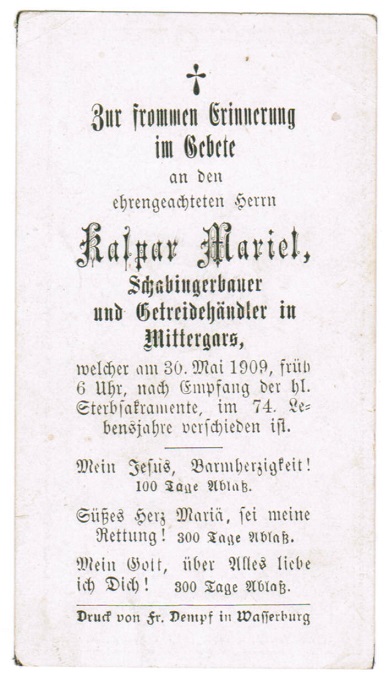 †
Zur frommen Erinnerung
im Gebete
an den
ehrengeachteten Herrn
Kaspar Mariel,
Schabingerbauer
und Getreidehändler in
Mittergars,
welcher am 30. Mai 1909, früh
6 Uhr, nach Empfang der hl.
Sterbsakramente, im 74. Le-
bensjahre verschieden ist.
Mein Jesus, Barmherzigkeit!
100 Tage Ablaß.
Süßes Herz Mariä, sei meine
Rettung! 300 Tage Ablaß.
Mein Gott, über Alles liebe
ich Dich! 300 Tage Ablaß.
Druck von Fr. Dempf in Wasserburg